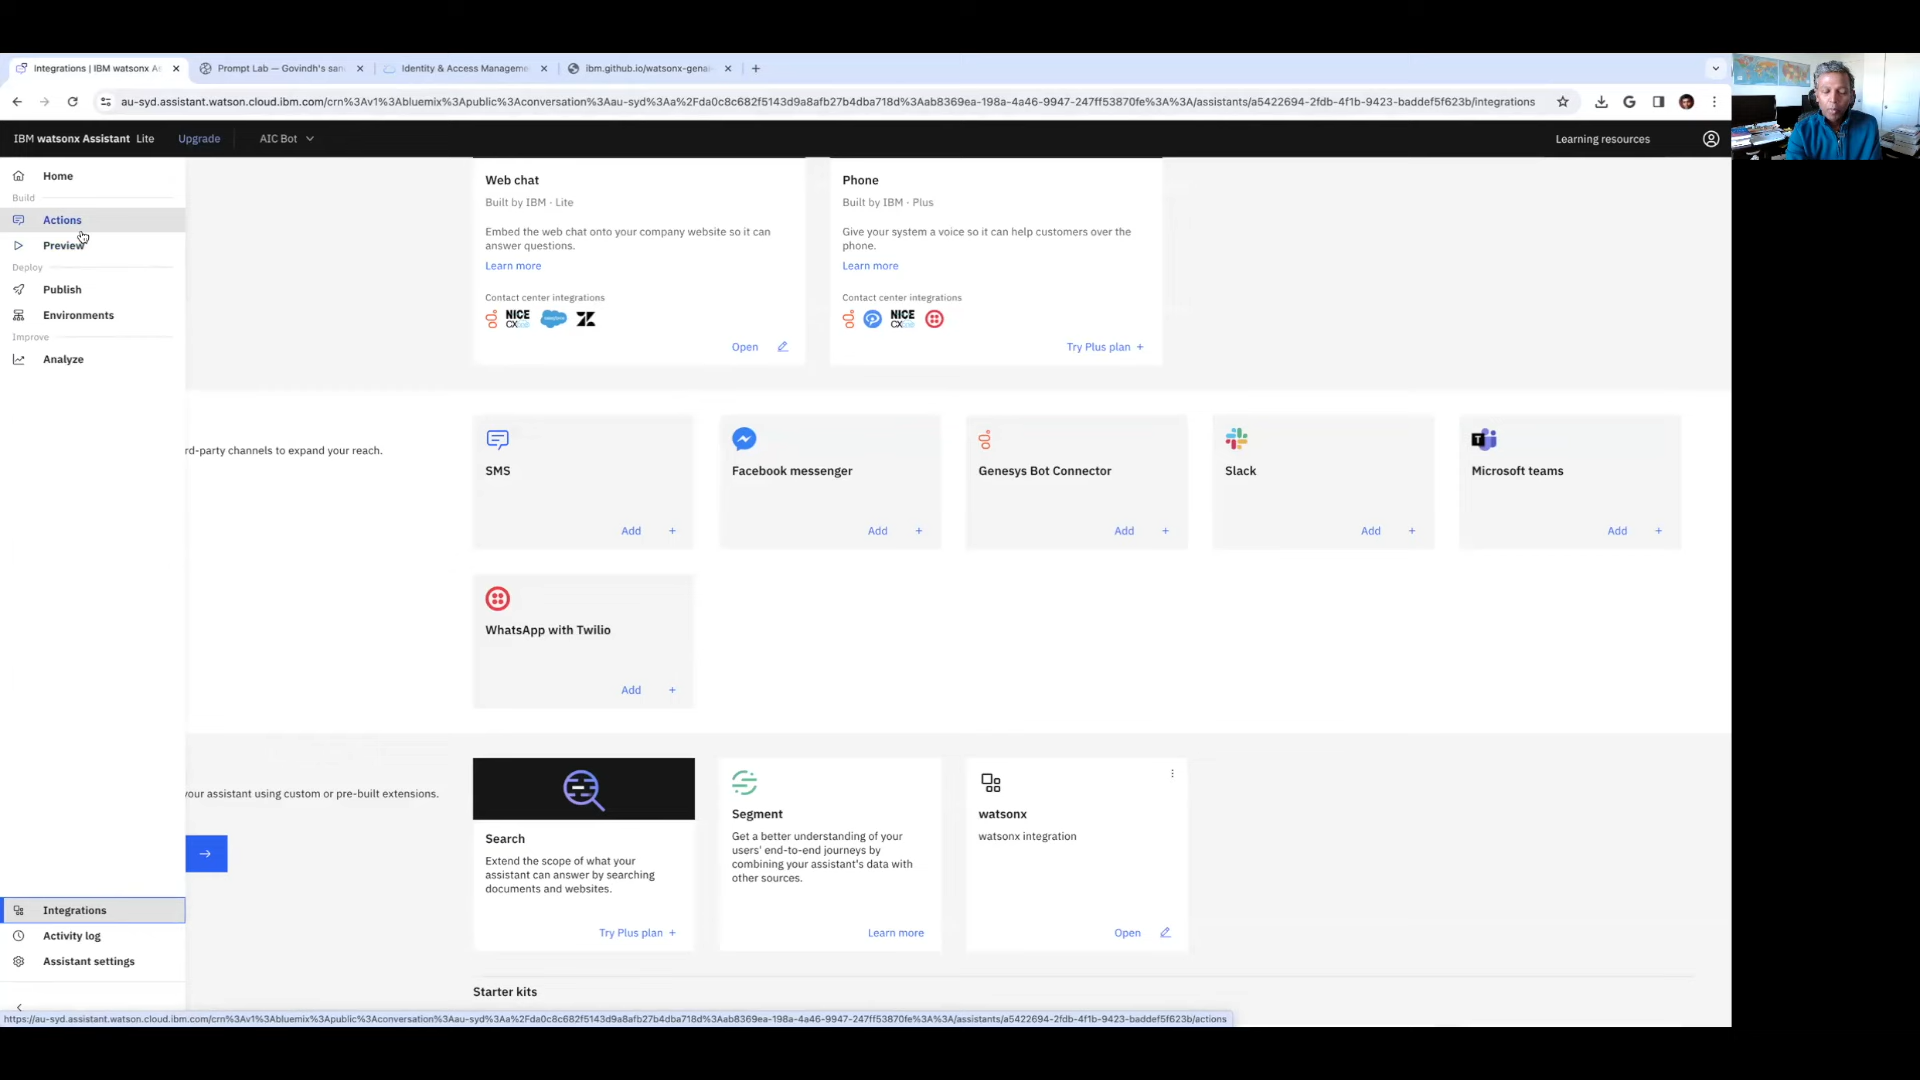 Integrations | IBM watsonx As
Prompt Lab — Govindh's san
Identity & Access Manageme
ibm.github.io/watsonx-genai-
au-syd.assistant.watson.cloud.ibm.com/crn%3Av1%3Abluemix%3Apublic%3Aconversation%3Aau-syd%3Aa%2Fda0c8c682f5143d9a8afb27b4dba718d%3Aab8369ea-198a-4a46-9947-247ff53870fe%3A%3A/assistants/a5422694-2fdb-4f1b-9423-baddef5f623b/integrations
IBM watsonx Assistant Lite
Upgrade
AIC Bot
Learning resources
Home
Build
Actions
Preview
Deploy
Publish
Environments
Improve
Analyze
Integrations
Activity log
Assistant settings
Web chat
Built by IBM · Lite
Embed the web chat onto your company website so it can
answer questions.
Learn more
Contact center integrations
NICE
Open
Phone
Built by IBM · Plus
Give your system a voice so it can help customers over the
phone.
Learn more
Contact center integrations
NICE
Try Plus plan +
rd-party channels to expand your reach.
SMS
Add +
Facebook messenger
Add +
Genesys Bot Connector
Add +
Slack
Add +
Microsoft teams
Add +
WhatsApp with Twilio
Add +
your assistant using custom or pre-built extensions.
Search
Extend the scope of what your
assistant can answer by searching
documents and websites.
Try Plus plan +
Segment
Get a better understanding of your
users' end-to-end journeys by
combining your assistant's data with
other sources.
Learn more
watsonx
watsonx integration
Open
Starter kits
https://au-syd.assistant.watson.cloud.ibm.com/crn%3Av1%3Abluemix%3Apublic%3Aconversation%3Aau-syd%3Aa%2Fda0c8c682f5143d9a8afb27b4dba718d%3Aab8369ea-198a-4a46-9947-247ff53870fe%3A%3A/assistants/a5422694-2fdb-4f1b-9423-baddef5f623b/actions